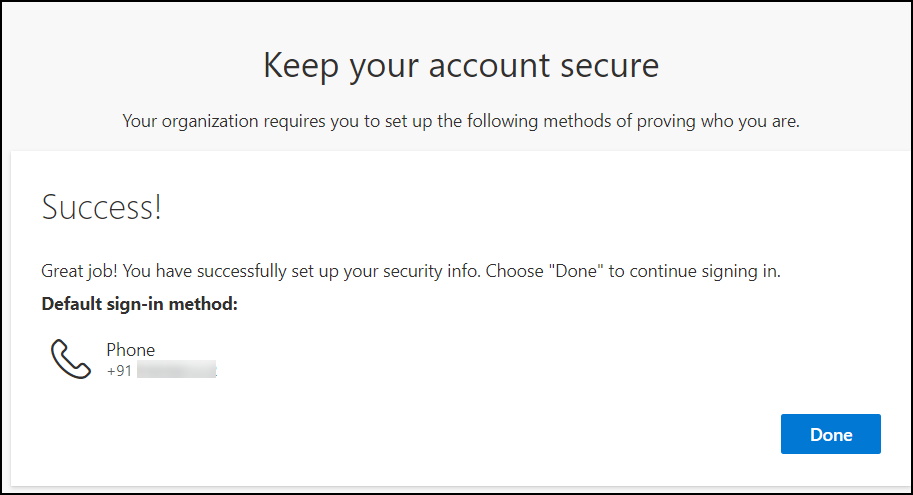 Keep your account secure
Your organization requires you to set up the following methods of proving who you are.
Success!
Great job! You have successfully set up your security info. Choose "Done" to continue signing in.
Default sign-in method:
Phone
+91
Done